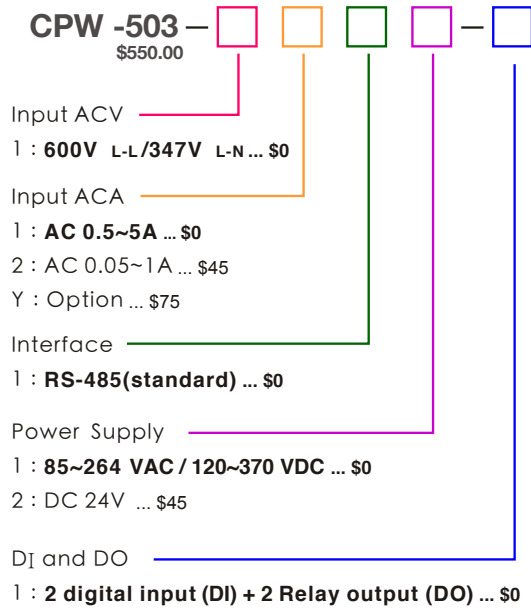 CPW -503 – –
$550.00
Input ACV
1 : 600V L-L/347V L-N ... $0
Input ACA
1 : AC 0.5~5A ... $0
2 : AC 0.05~1A ... $45
Y : Option ... $75
Interface
1 : RS-485(standard) ... $0
Power Supply
1 : 85~264 VAC / 120~370 VDC ... $0
2 : DC 24V ... $45
DI and DO
1 : 2 digital input (DI) + 2 Relay output (DO) ... $0